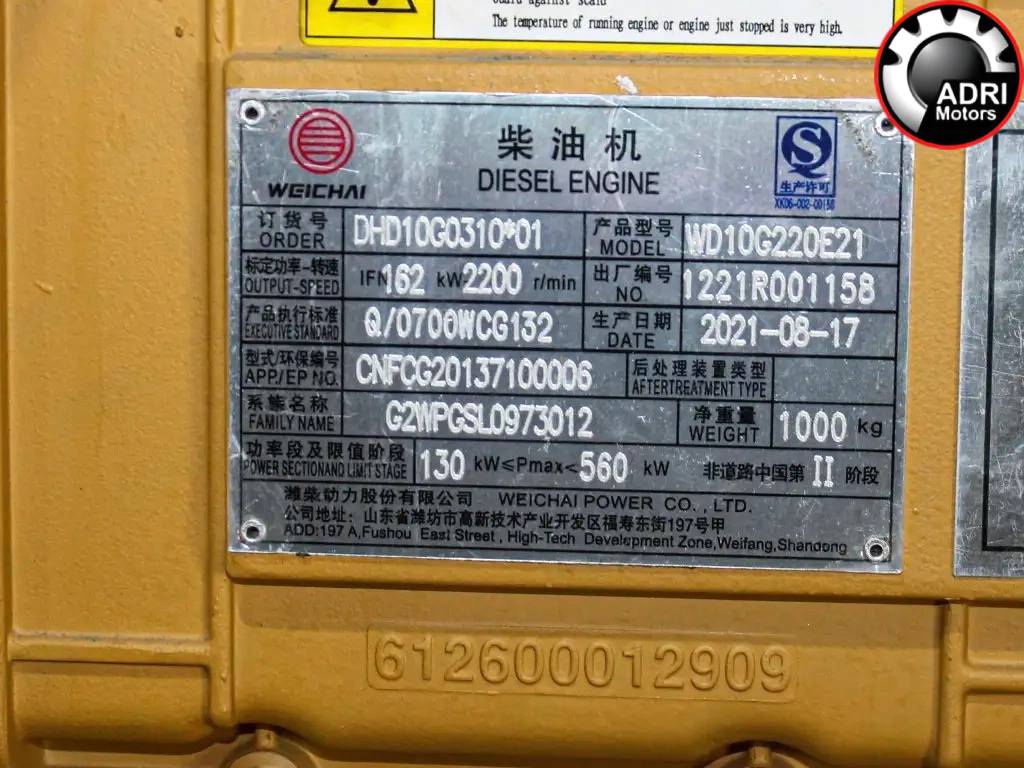 guard against scald
The temperature of running engine or engine just stopped is very high.
ADRI
Motors
WEICHAI
柴油机
DIESEL ENGINE
S
生产许可
XK06-002-00158
订货号 DHD10G0310*01 产品型号 WD10G220E21
ORDER MODEL
标定功率-转速 IFN162 kW2200 r/min 出厂编号 1221R001158
OUTPUT-SPEED NO.
产品执行标准 Q/0700WCG132 生产日期 2021-08-17
EXECUTIVE STANDARD DATE
型式/环保编号 CNFCG20137100006 后处理装置类型
APP./EP NO. AFTERTREATMENT TYPE
系族名称 G2WPGSL0973012 净重量 1000 kg
FAMILY NAME WEIGHT
功率段及限值阶段 130 kW≤Pmax<560 kW 非道路中国第 II 阶段
POWER SECTIONAND LIMIT STAGE
潍柴动力股份有限公司 WEICHAI POWER CO., LTD.
公司地址：山东省潍坊市高新技术产业开发区福寿东街197号甲
ADD:197 A,Fushou East Street , High-Tech Development Zone,Weifang,Shandong
612600012909